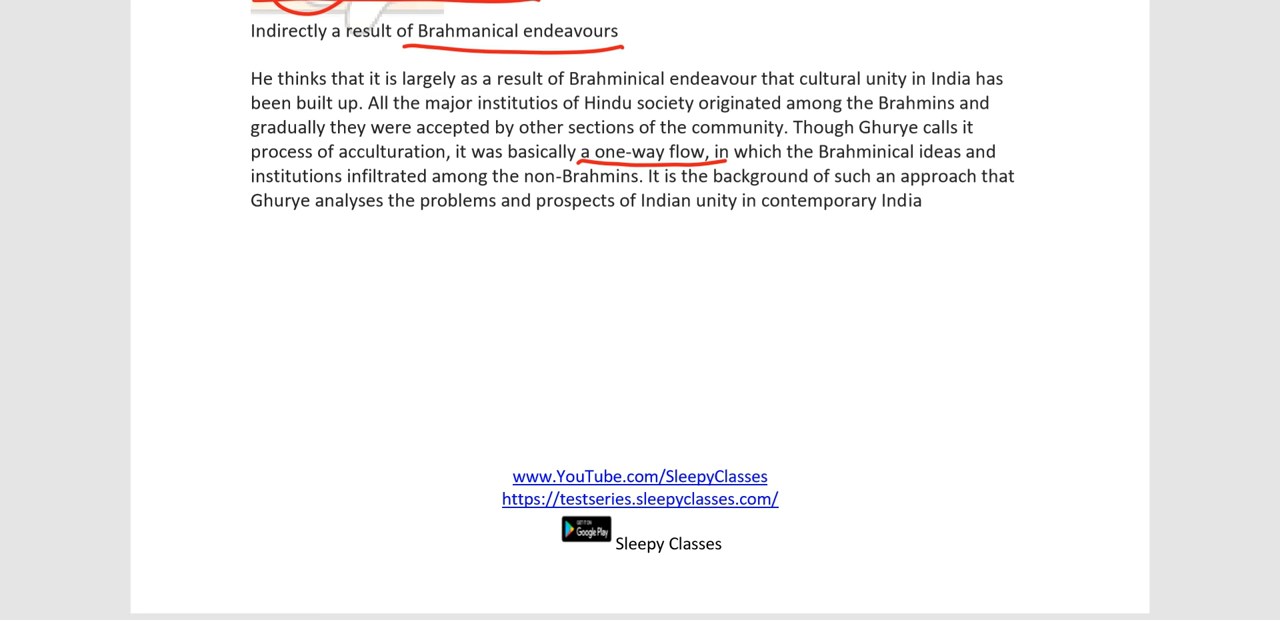 Indirectly a result of Brahmanical endeavours
He thinks that it is largely as a result of Brahminical endeavour that cultural unity in India has
been built up. All the major institutios of Hindu society originated among the Brahmins and
gradually they were accepted by other sections of the community. Though Ghurye calls it
process of acculturation, it was basically a one-way flow, in which the Brahminical ideas and
institutions infiltrated among the non-Brahmins. It is the background of such an approach that
Ghurye analyses the problems and prospects of Indian unity in contemporary India
www.YouTube.com/SleepyClasses
https://testseries.sleepyclasses.com/
GET IT ON
Google Play
Sleepy Classes